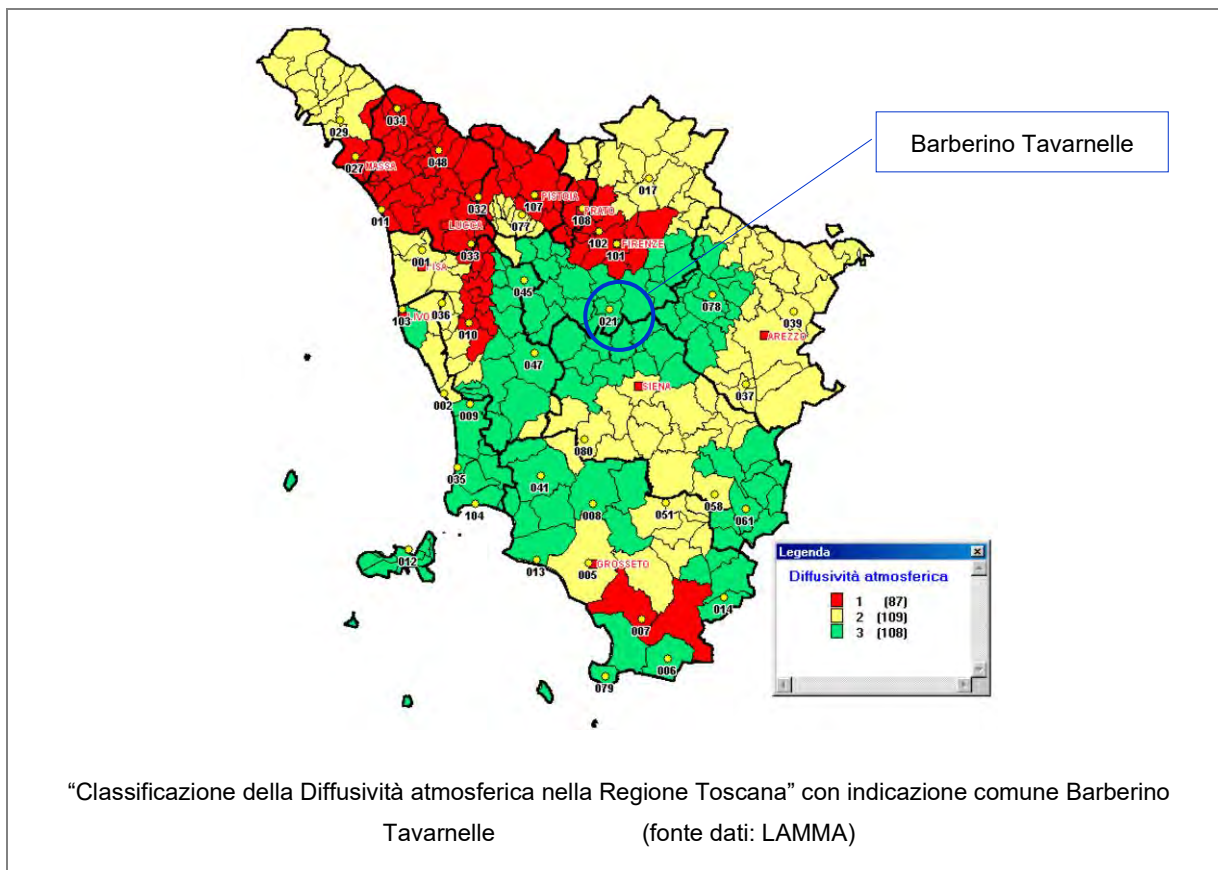 Barberino Tavarnelle
034
029
048
027
MASSA
017
PISTOIA
032
107
PRATO
108
011
077
LUCCA
102
FIRENZE
101
033
001
PISA
045
078
036
021
039
103
LIVO
010
AREZZO
047
SIENA
037
002
009
080
035
041
058
104
008
051
061
012
013
005
GROSSETO
014
007
006
079
Legenda
Diffusività atmosferica
1 (87)
2 (109)
3 (108)
“Classificazione della Diffusività atmosferica nella Regione Toscana” con indicazione comune Barberino
Tavarnelle (fonte dati: LAMMA)